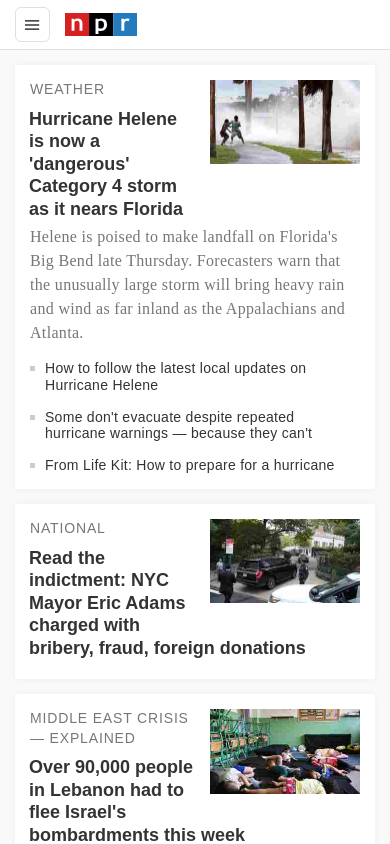 npr
WEATHER
Hurricane Helene
is now a
'dangerous'
Category 4 storm
as it nears Florida
Helene is poised to make landfall on Florida's
Big Bend late Thursday. Forecasters warn that
the unusually large storm will bring heavy rain
and wind as far inland as the Appalachians and
Atlanta.
How to follow the latest local updates on
Hurricane Helene
Some don't evacuate despite repeated
hurricane warnings — because they can't
From Life Kit: How to prepare for a hurricane
NATIONAL
Read the
indictment: NYC
Mayor Eric Adams
charged with
bribery, fraud, foreign donations
MIDDLE EAST CRISIS
— EXPLAINED
Over 90,000 people
in Lebanon had to
flee Israel's
bombardments this week